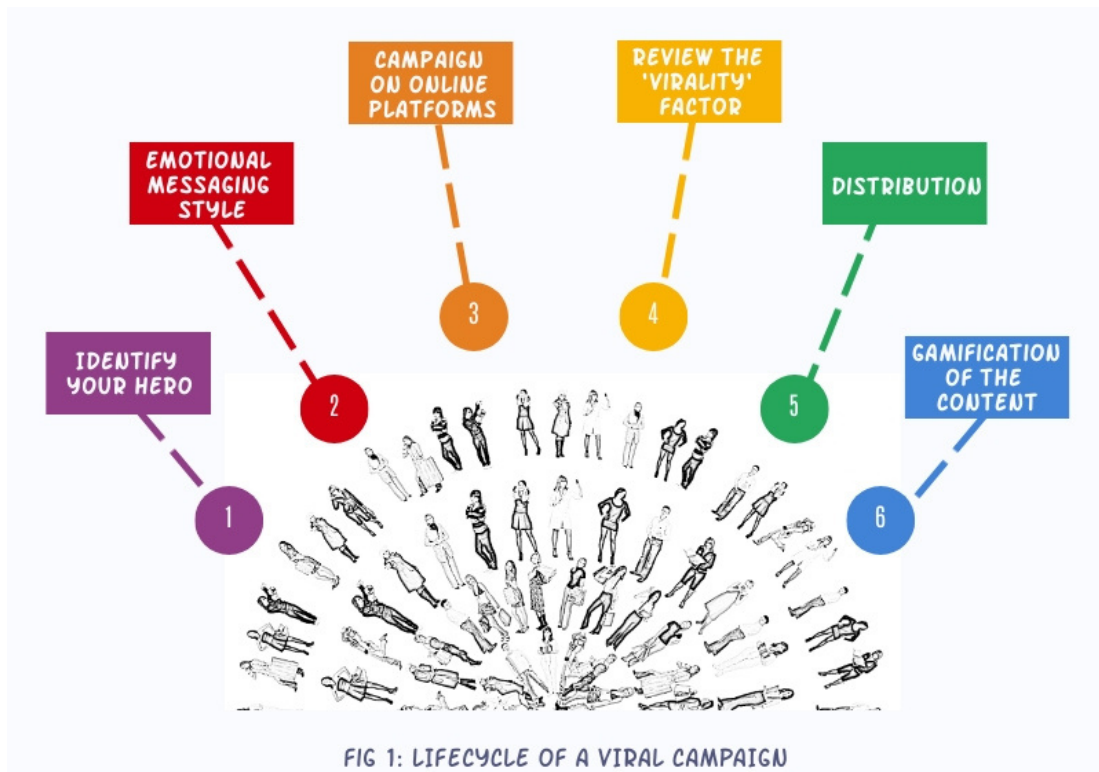 IDENTIFY
YOUR HERO
1
EMOTIONAL
MESSAGING
STYLE
2
CAMPAIGN
ON ONLINE
PLATFORMS
3
REVIEW THE
'VIRALITY'
FACTOR
4
DISTRIBUTION
5
GAMIFICATION
OF THE
CONTENT
6
FIG 1: LIFECYCLE OF A VIRAL CAMPAIGN